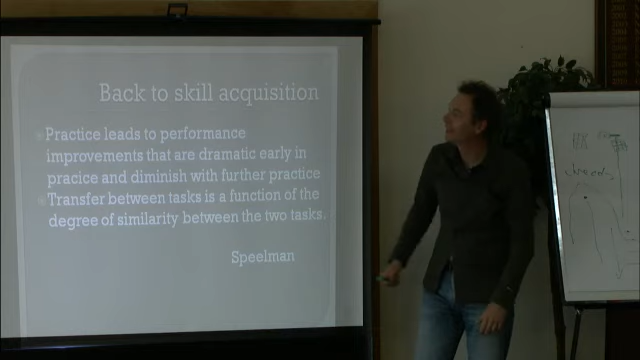 Back to skill acquisition
Practice leads to performance
improvements that are dramatic early in
pracice and diminish with further practice
Transfer between tasks is a function of the
degree of similarity between the two tasks.
Speelman